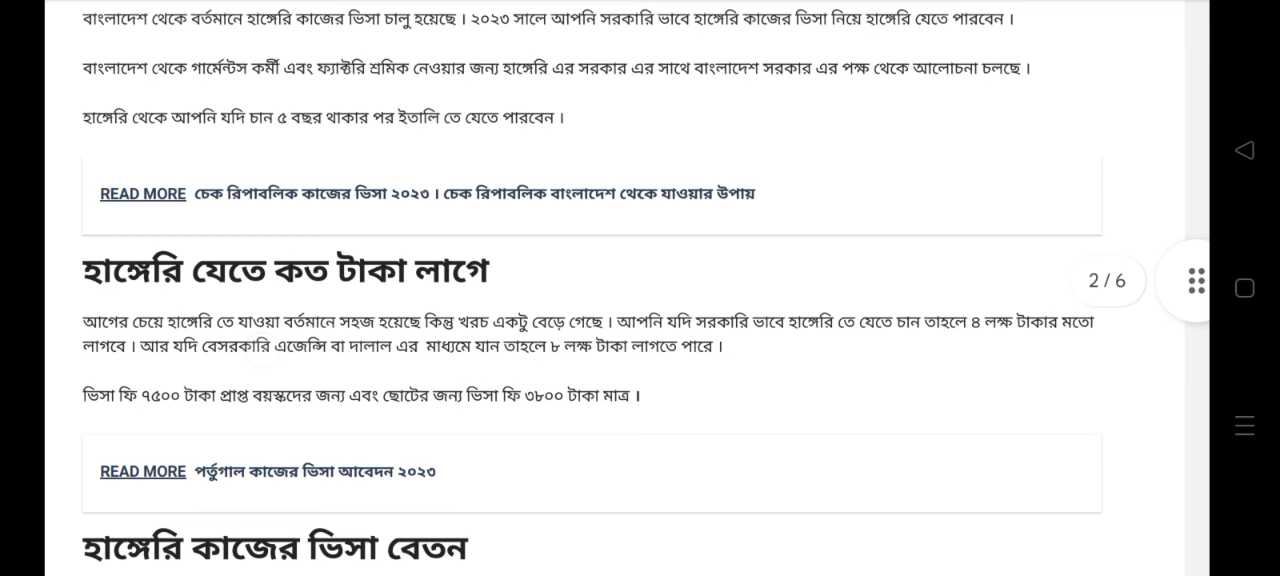 বাংলাদেশ থেকে বর্তমানে হাঙ্গেরি কাজের ভিসা চালু হয়েছে । ২০২৩ সালে আপনি সরকারি ভাবে হাঙ্গেরি কাজের ভিসা নিয়ে হাঙ্গেরি যেতে পারবেন ।
বাংলাদেশ থেকে গার্মেন্টস কর্মী এবং ফ্যাক্টরি শ্রমিক নেওয়ার জন্য হাঙ্গেরি এর সরকার এর সাথে বাংলাদেশ সরকার এর পক্ষ থেকে আলোচনা চলছে ।
হাঙ্গেরি থেকে আপনি যদি চান ৫ বছর থাকার পর ইতালি তে যেতে পারবেন ।
READ MORE চেক রিপাবলিক কাজের ভিসা ২০২৩ । চেক রিপাবলিক বাংলাদেশ থেকে যাওয়ার উপায়
হাঙ্গেরি যেতে কত টাকা লাগে
2 / 6
আগের চেয়ে হাঙ্গেরি তে যাওয়া বর্তমানে সহজ হয়েছে কিন্তু খরচ একটু বেড়ে গেছে । আপনি যদি সরকারি ভাবে হাঙ্গেরি তে যেতে চান তাহলে ৪ লক্ষ টাকার মতো
লাগবে । আর যদি বেসরকারি এজেন্সি বা দালাল এর মাধ্যমে যান তাহলে ৮ লক্ষ টাকা লাগতে পারে ।
ভিসা ফি ৭৫০০ টাকা প্রাপ্ত বয়স্কদের জন্য এবং ছোটের জন্য ভিসা ফি ৩৮০০ টাকা মাত্র ।
READ MORE পর্তুগাল কাজের ভিসা আবেদন ২০২৩
হাঙ্গেরি কাজের ভিসা বেতন